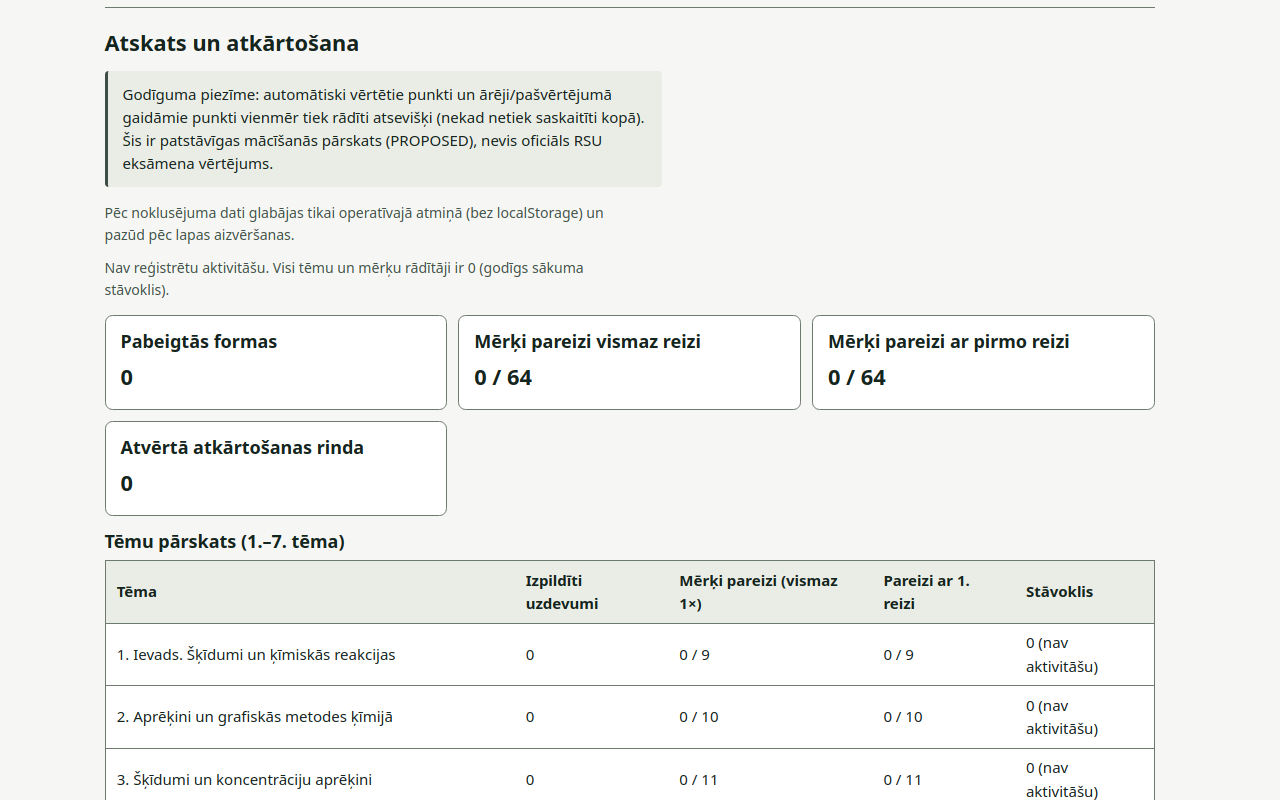 Atskats un atkārtošana
Godīguma piezīme: automātiski vērtētie punkti un ārēji/pašvērtējumā
gaidāmie punkti vienmēr tiek rādīti atsevišķi (nekad netiek saskaitīti kopā).
Šis ir patstāvīgas mācīšanās pārskats (PROPOSED), nevis oficiāls RSU
eksāmena vērtējums.
Pēc noklusējuma dati glabājas tikai operatīvajā atmiņā (bez localStorage) un
pazūd pēc lapas aizvēršanas.
Nav reģistrētu aktivitāšu. Visi tēmu un mērķu rādītāji ir 0 (godīgs sākuma
stāvoklis).
Pabeigtās formas
0
Mērķi pareizi vismaz reizi
0 / 64
Mērķi pareizi ar pirmo reizi
0 / 64
Atvērtā atkārtošanas rinda
0
Tēmu pārskats (1.–7. tēma)
Tēma
Izpildīti
uzdevumi
Mērķi pareizi (vismaz
1×)
Pareizi ar 1.
reizi
Stāvoklis
1. Ievads. Šķīdumi un ķīmiskās reakcijas
0
0 / 9
0 / 9
0 (nav
aktivitāšu)
2. Aprēķini un grafiskās metodes ķīmijā
0
0 / 10
0 / 10
0 (nav
aktivitāšu)
3. Šķīdumi un koncentrāciju aprēķini
0
0 / 11
0 / 11
0 (nav
aktivitāšu)